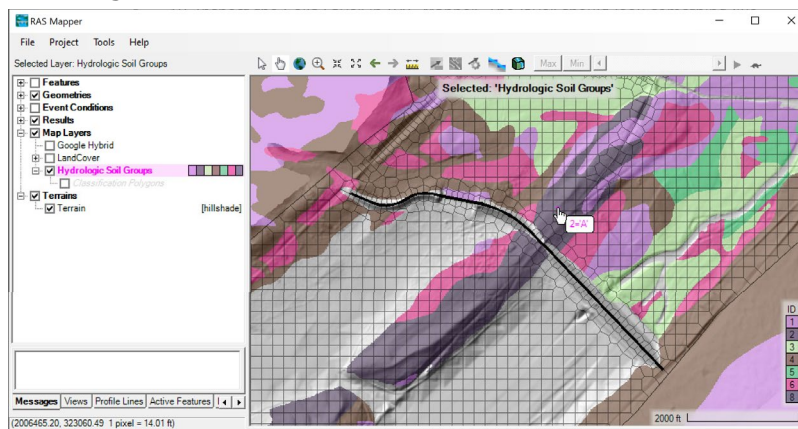 RAS Mapper
File Project Tools Help
Selected Layer: Hydrologic Soil Groups
Max Min
Features
Geometries
Event Conditions
Results
Map Layers
Google Hybrid
LandCover
Hydrologic Soil Groups
Classification Polygons
Terrains
Terrain [hillshade]
Selected: 'Hydrologic Soil Groups'
2='A'
ID
1
2
3
4
5
6
8
2000 ft
Messages Views Profile Lines Active Features
(2006465.20, 323060.49 1 pixel = 14.01 ft)